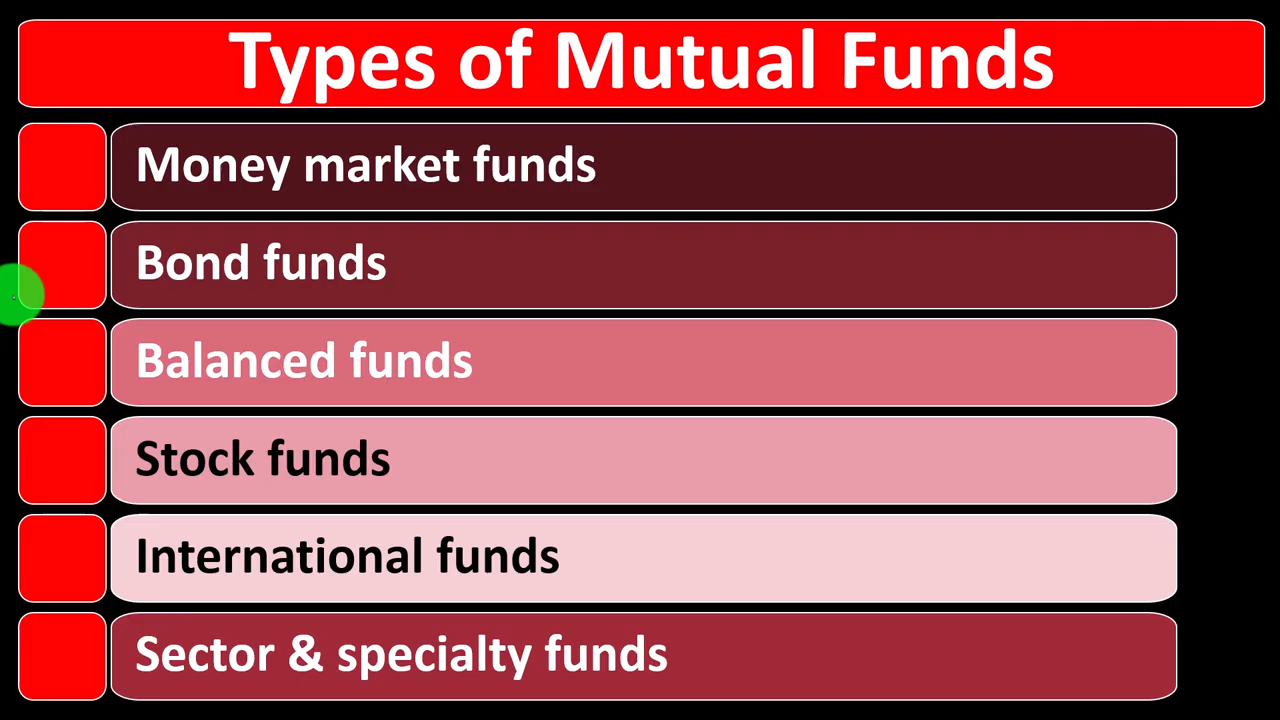 Types of Mutual Funds
Money market funds
Bond funds
Balanced funds
Stock funds
International funds
Sector & specialty funds